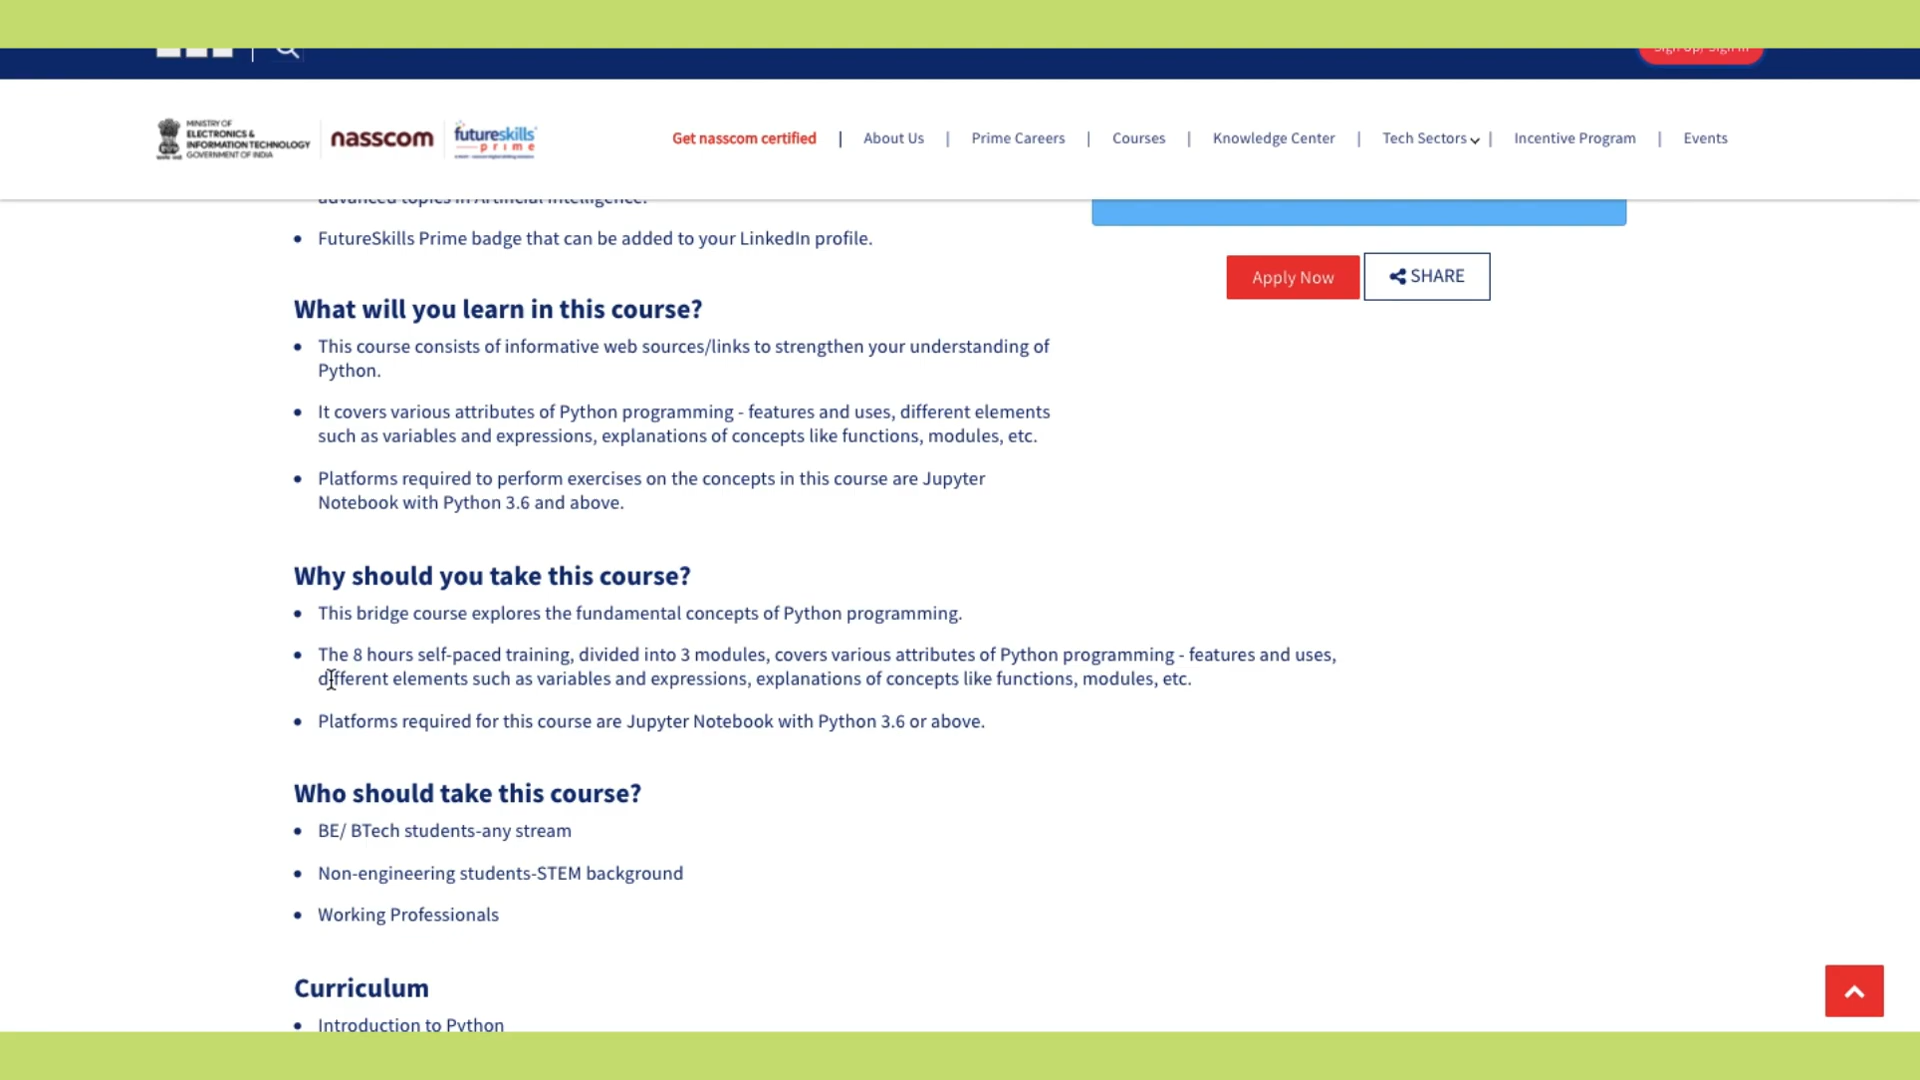 Sign Up/ Sign In
MINISTRY OF
ELECTRONICS &
INFORMATION TECHNOLOGY
GOVERNMENT OF INDIA
nasscom
futureskills
prime
Get nasscom certified | About Us | Prime Careers | Courses | Knowledge Center | Tech Sectors | Incentive Program | Events
advanced topics in Artificial Intelligence.
• FutureSkills Prime badge that can be added to your LinkedIn profile.
Apply Now
SHARE
What will you learn in this course?
• This course consists of informative web sources/links to strengthen your understanding of
Python.
• It covers various attributes of Python programming - features and uses, different elements
such as variables and expressions, explanations of concepts like functions, modules, etc.
• Platforms required to perform exercises on the concepts in this course are Jupyter
Notebook with Python 3.6 and above.
Why should you take this course?
• This bridge course explores the fundamental concepts of Python programming.
• The 8 hours self-paced training, divided into 3 modules, covers various attributes of Python programming - features and uses,
different elements such as variables and expressions, explanations of concepts like functions, modules, etc.
• Platforms required for this course are Jupyter Notebook with Python 3.6 or above.
Who should take this course?
• BE/ BTech students-any stream
• Non-engineering students-STEM background
• Working Professionals
Curriculum
• Introduction to Python